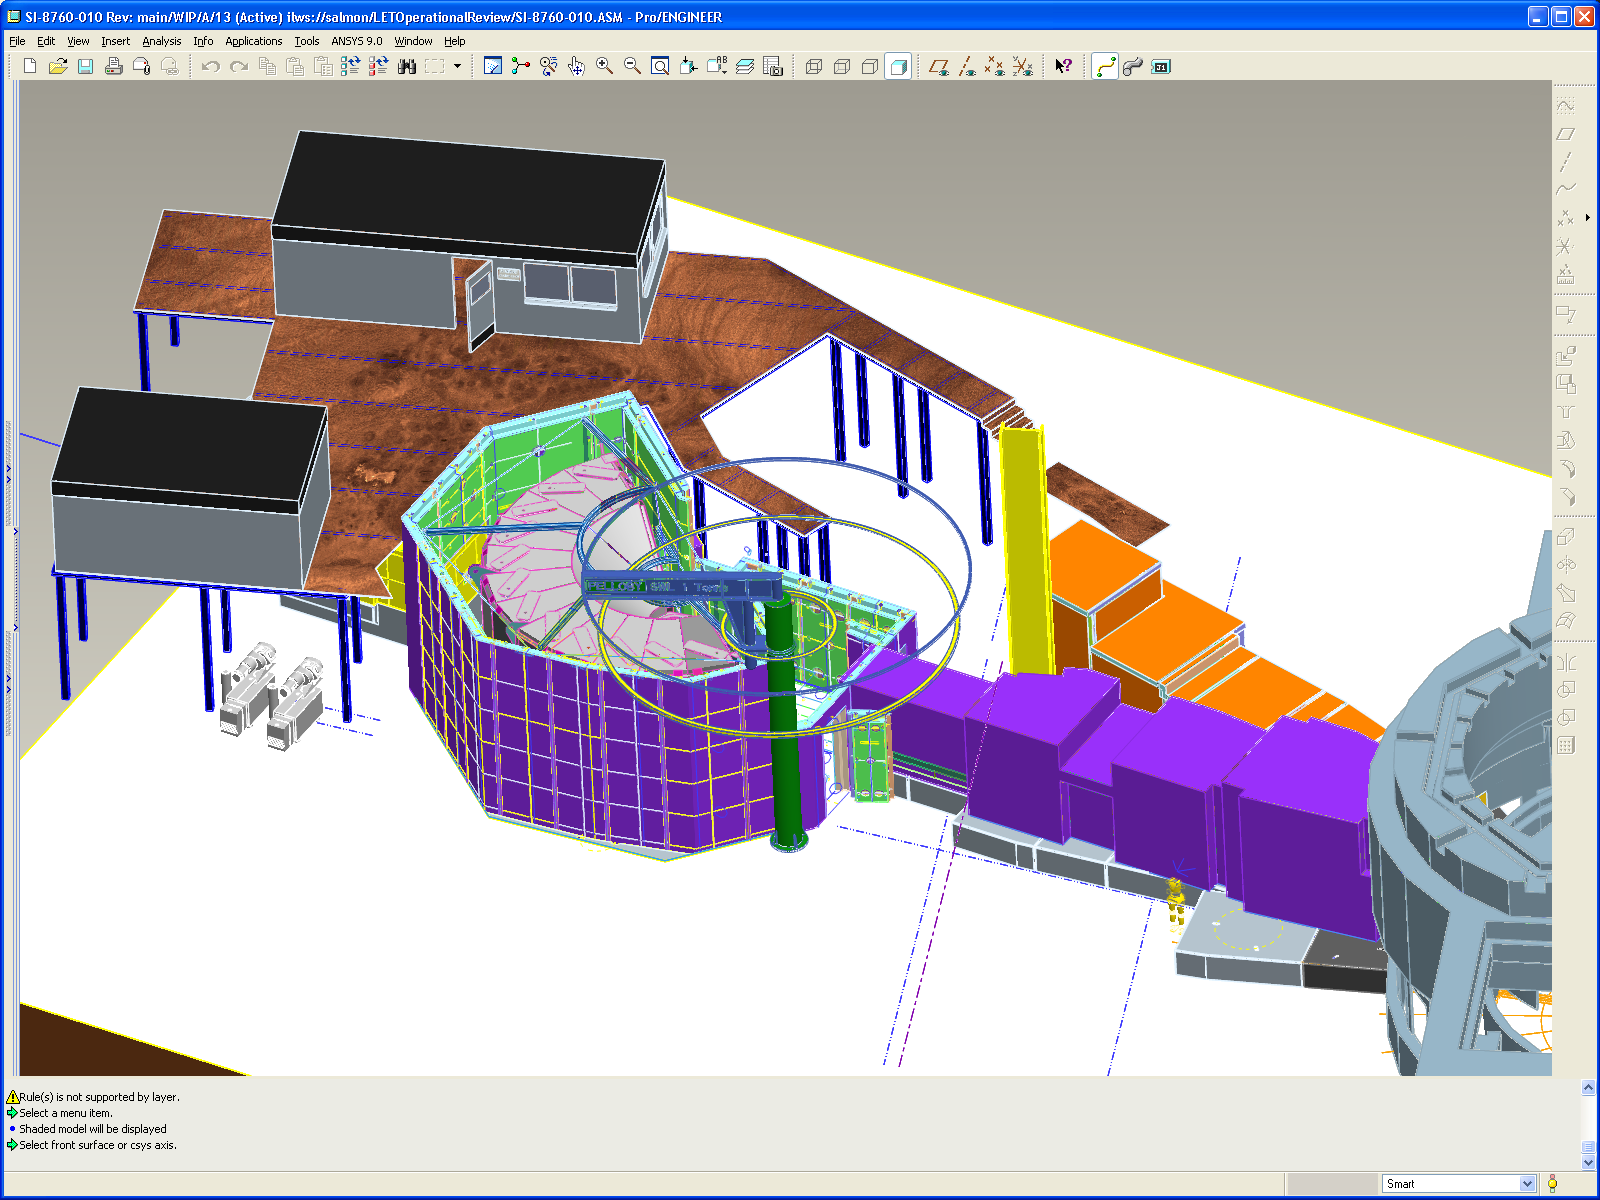 SI-8760-010 Rev: main/WIP/A/13 (Active) ilws://salmon/LETOperationalReview/SI-8760-010.ASM - Pro/ENGINEER
File Edit View Insert Analysis Info Applications Tools ANSYS 9.0 Window Help
Rule(s) is not supported by layer.
Select a menu item.
Shaded model will be displayed
Select front surface or csys axis.
Smart